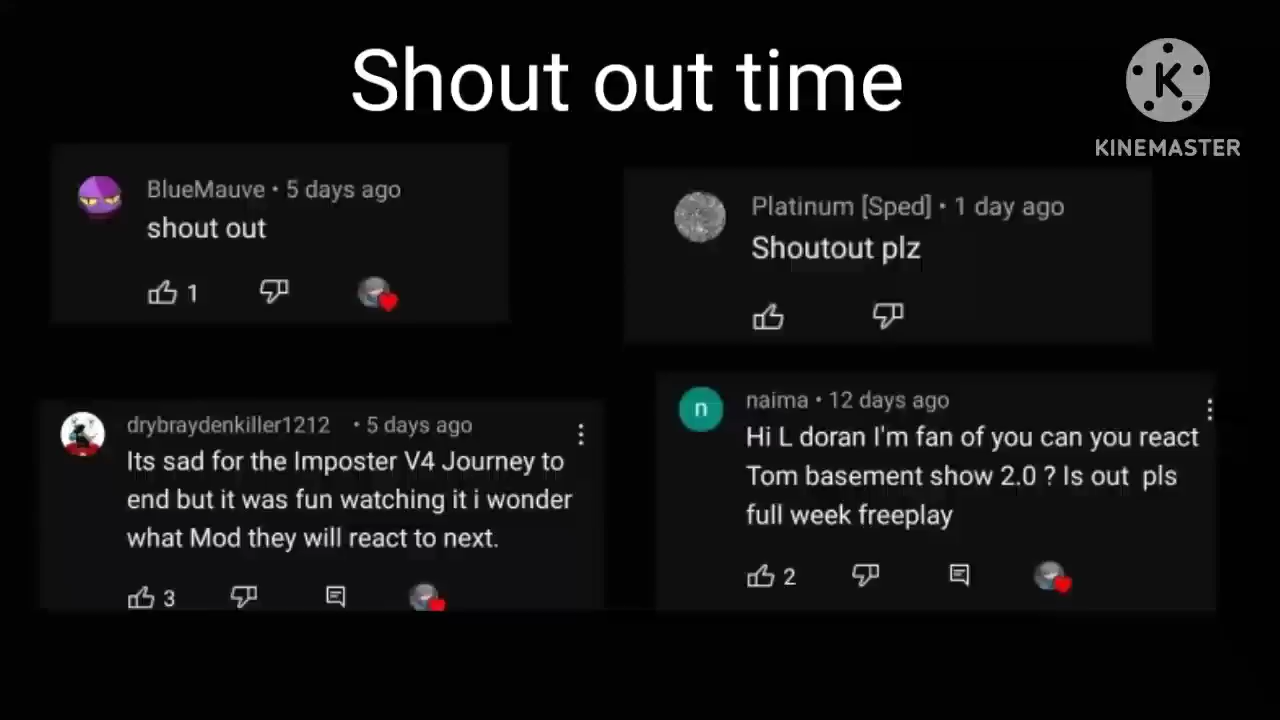 Shout out time
K
KINEMASTER
BlueMauve • 5 days ago
shout out
1
Platinum [Sped] • 1 day ago
Shoutout plz
drybraydenkiller1212 • 5 days ago
Its sad for the Imposter V4 Journey to
end but it was fun watching it i wonder
what Mod they will react to next.
3
n
naima • 12 days ago
Hi L doran I'm fan of you can you react
Tom basement show 2.0 ? Is out pls
full week freeplay
2